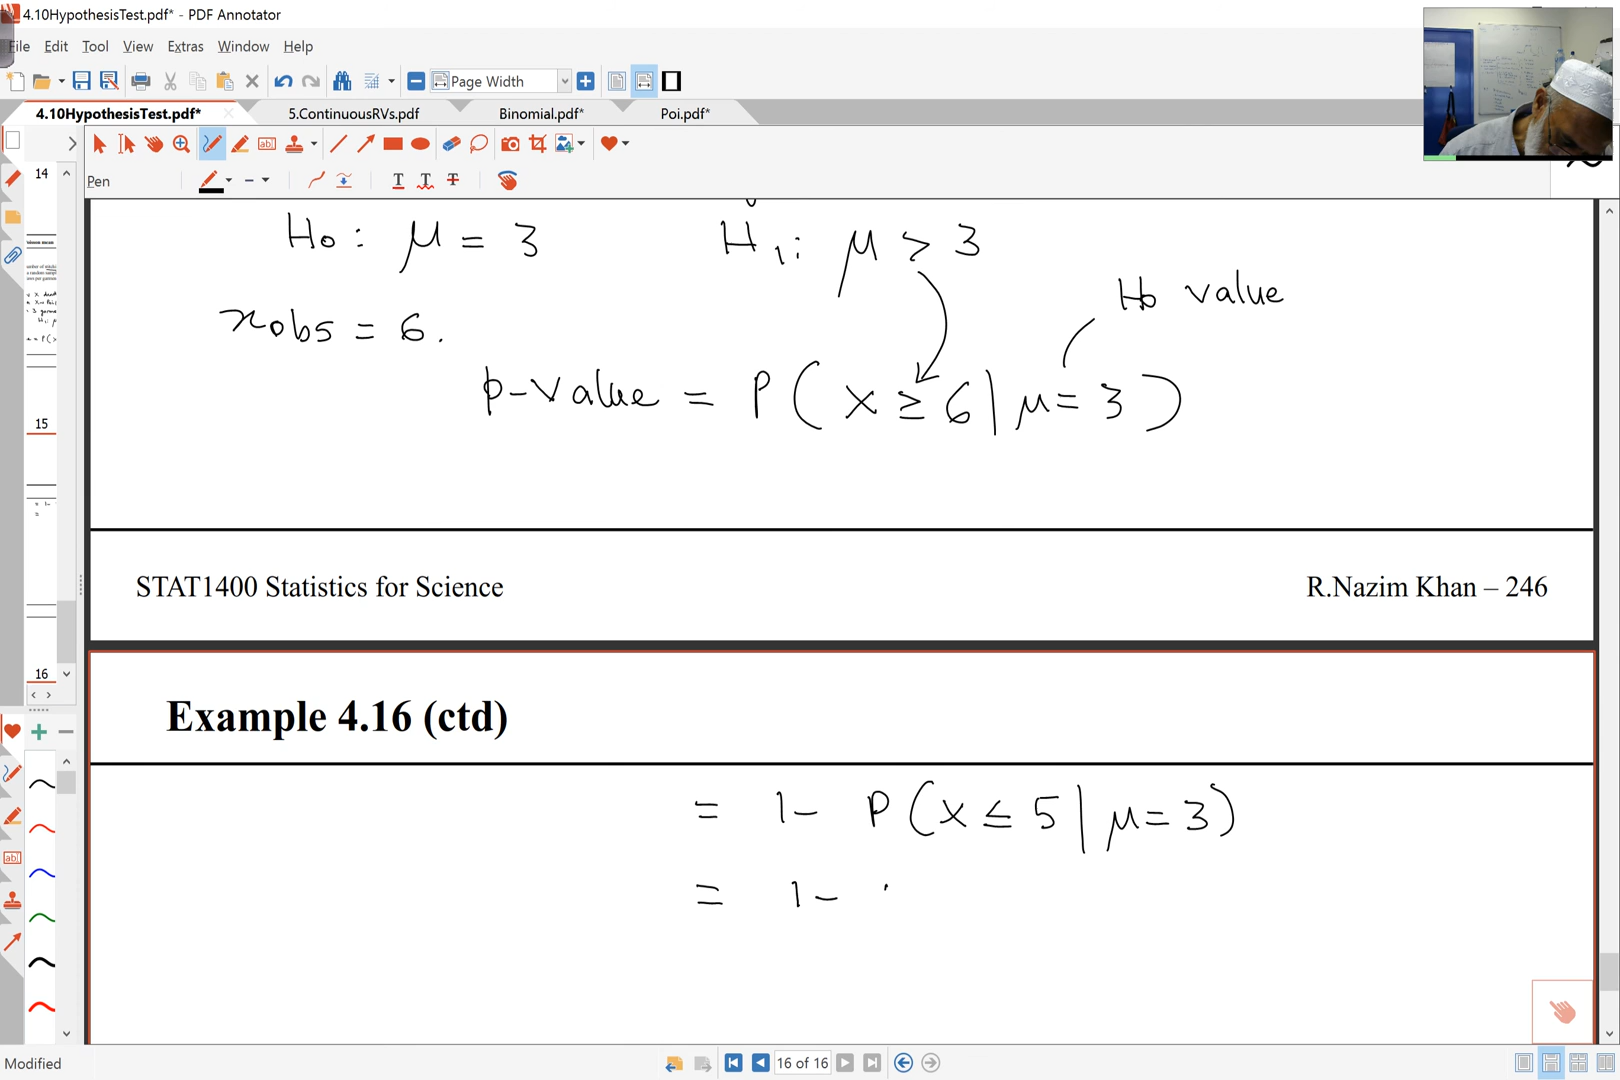 4.10HypothesisTest.pdf* - PDF Annotator
File Edit Tool View Extras Window Help
Page Width
4.10HypothesisTest.pdf* 5.ContinuousRVs.pdf Binomial.pdf* Poi.pdf*
Pen
14
15
16
H0 : μ = 3 H1: μ > 3
H0 value
xobs = 6.
p-value = P ( X ≥ 6 | μ = 3 )
STAT1400 Statistics for Science R.Nazim Khan – 246
Example 4.16 (ctd)
= 1 - P ( X ≤ 5 | μ = 3 )
= 1 -
Modified
16 of 16